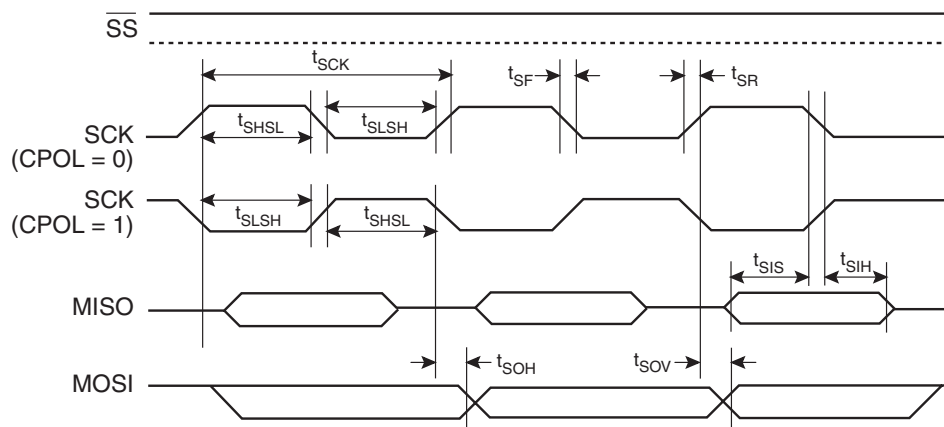 SS
tSCK
tSF
tSR
tSHSL
tSLSH
SCK
(CPOL = 0)
SCK
(CPOL = 1)
tSLSH
tSHSL
tSIS
tSIH
MISO
tSOH
tSOV
MOSI